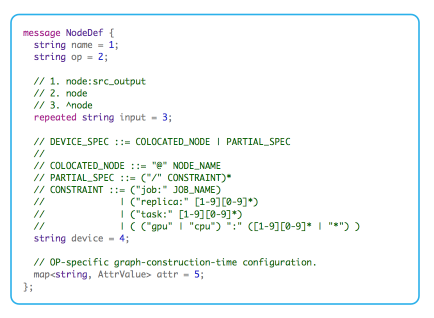 message NodeDef {
string name = 1;
string op = 2;
// 1. node:src_output
// 2. node
// 3. ^node
repeated string input = 3;
// DEVICE_SPEC ::= COLOCATED_NODE | PARTIAL_SPEC
//
// COLOCATED_NODE ::= "@" NODE_NAME
// PARTIAL_SPEC ::= ("/" CONSTRAINT)*
// CONSTRAINT ::= ("job:" JOB_NAME)
// | ("replica:" [1-9][0-9]*)
// | ("task:" [1-9][0-9]*)
// | ( ("gpu" | "cpu") ":" ([1-9][0-9]* | "*") )
string device = 4;
// OP-specific graph-construction-time configuration.
map<string, AttrValue> attr = 5;
};